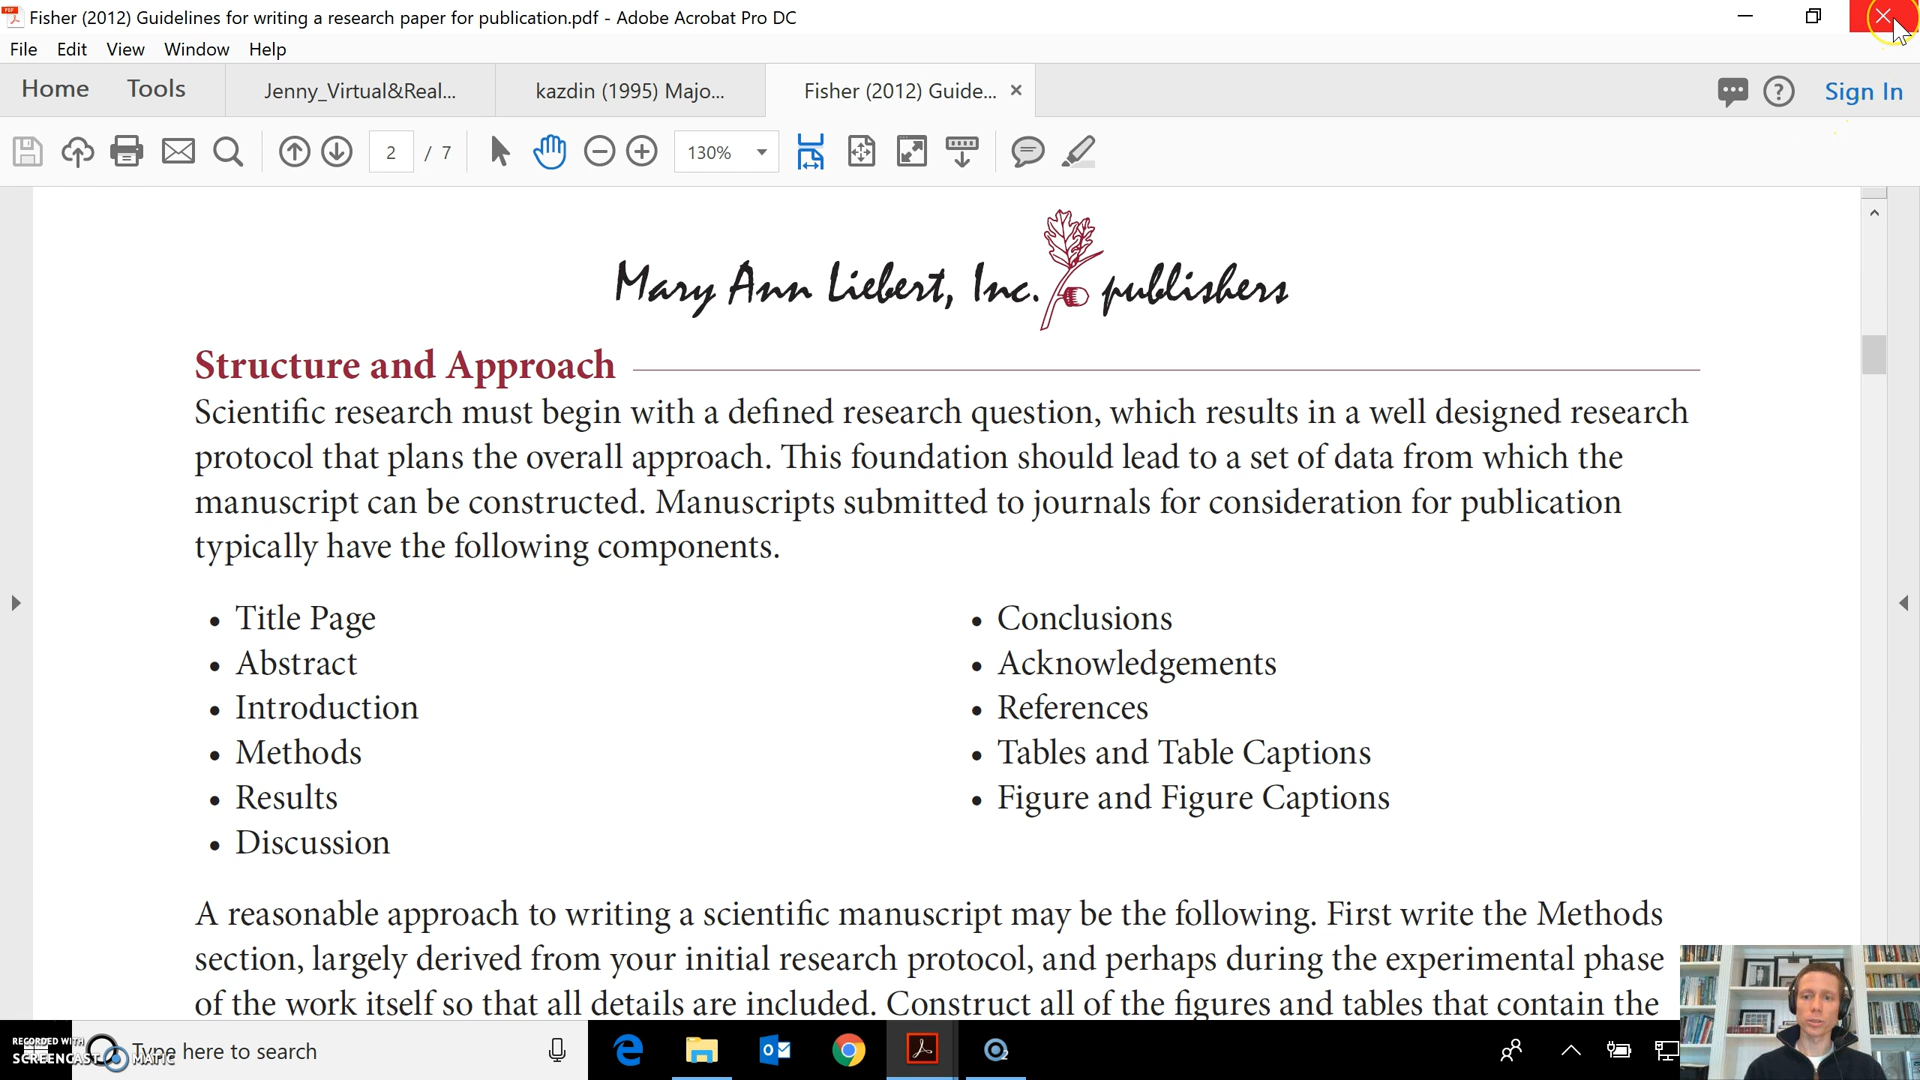 Fisher (2012) Guidelines for writing a research paper for publication.pdf - Adobe Acrobat Pro DC
File Edit View Window Help
Home Tools Jenny_Virtual&Real... kazdin (1995) Majo... Fisher (2012) Guide... Sign In
2 / 7 130%
Mary Ann Liebert, Inc. publishers
Structure and Approach
Scientific research must begin with a defined research question, which results in a well designed research
protocol that plans the overall approach. This foundation should lead to a set of data from which the
manuscript can be constructed. Manuscripts submitted to journals for consideration for publication
typically have the following components.
• Title Page
• Abstract
• Introduction
• Methods
• Results
• Discussion
• Conclusions
• Acknowledgements
• References
• Tables and Table Captions
• Figure and Figure Captions
A reasonable approach to writing a scientific manuscript may be the following. First write the Methods
section, largely derived from your initial research protocol, and perhaps during the experimental phase
of the work itself so that all details are included. Construct all of the figures and tables that contain the
RECORDED WITH
SCREENCAST MATIC
Type here to search